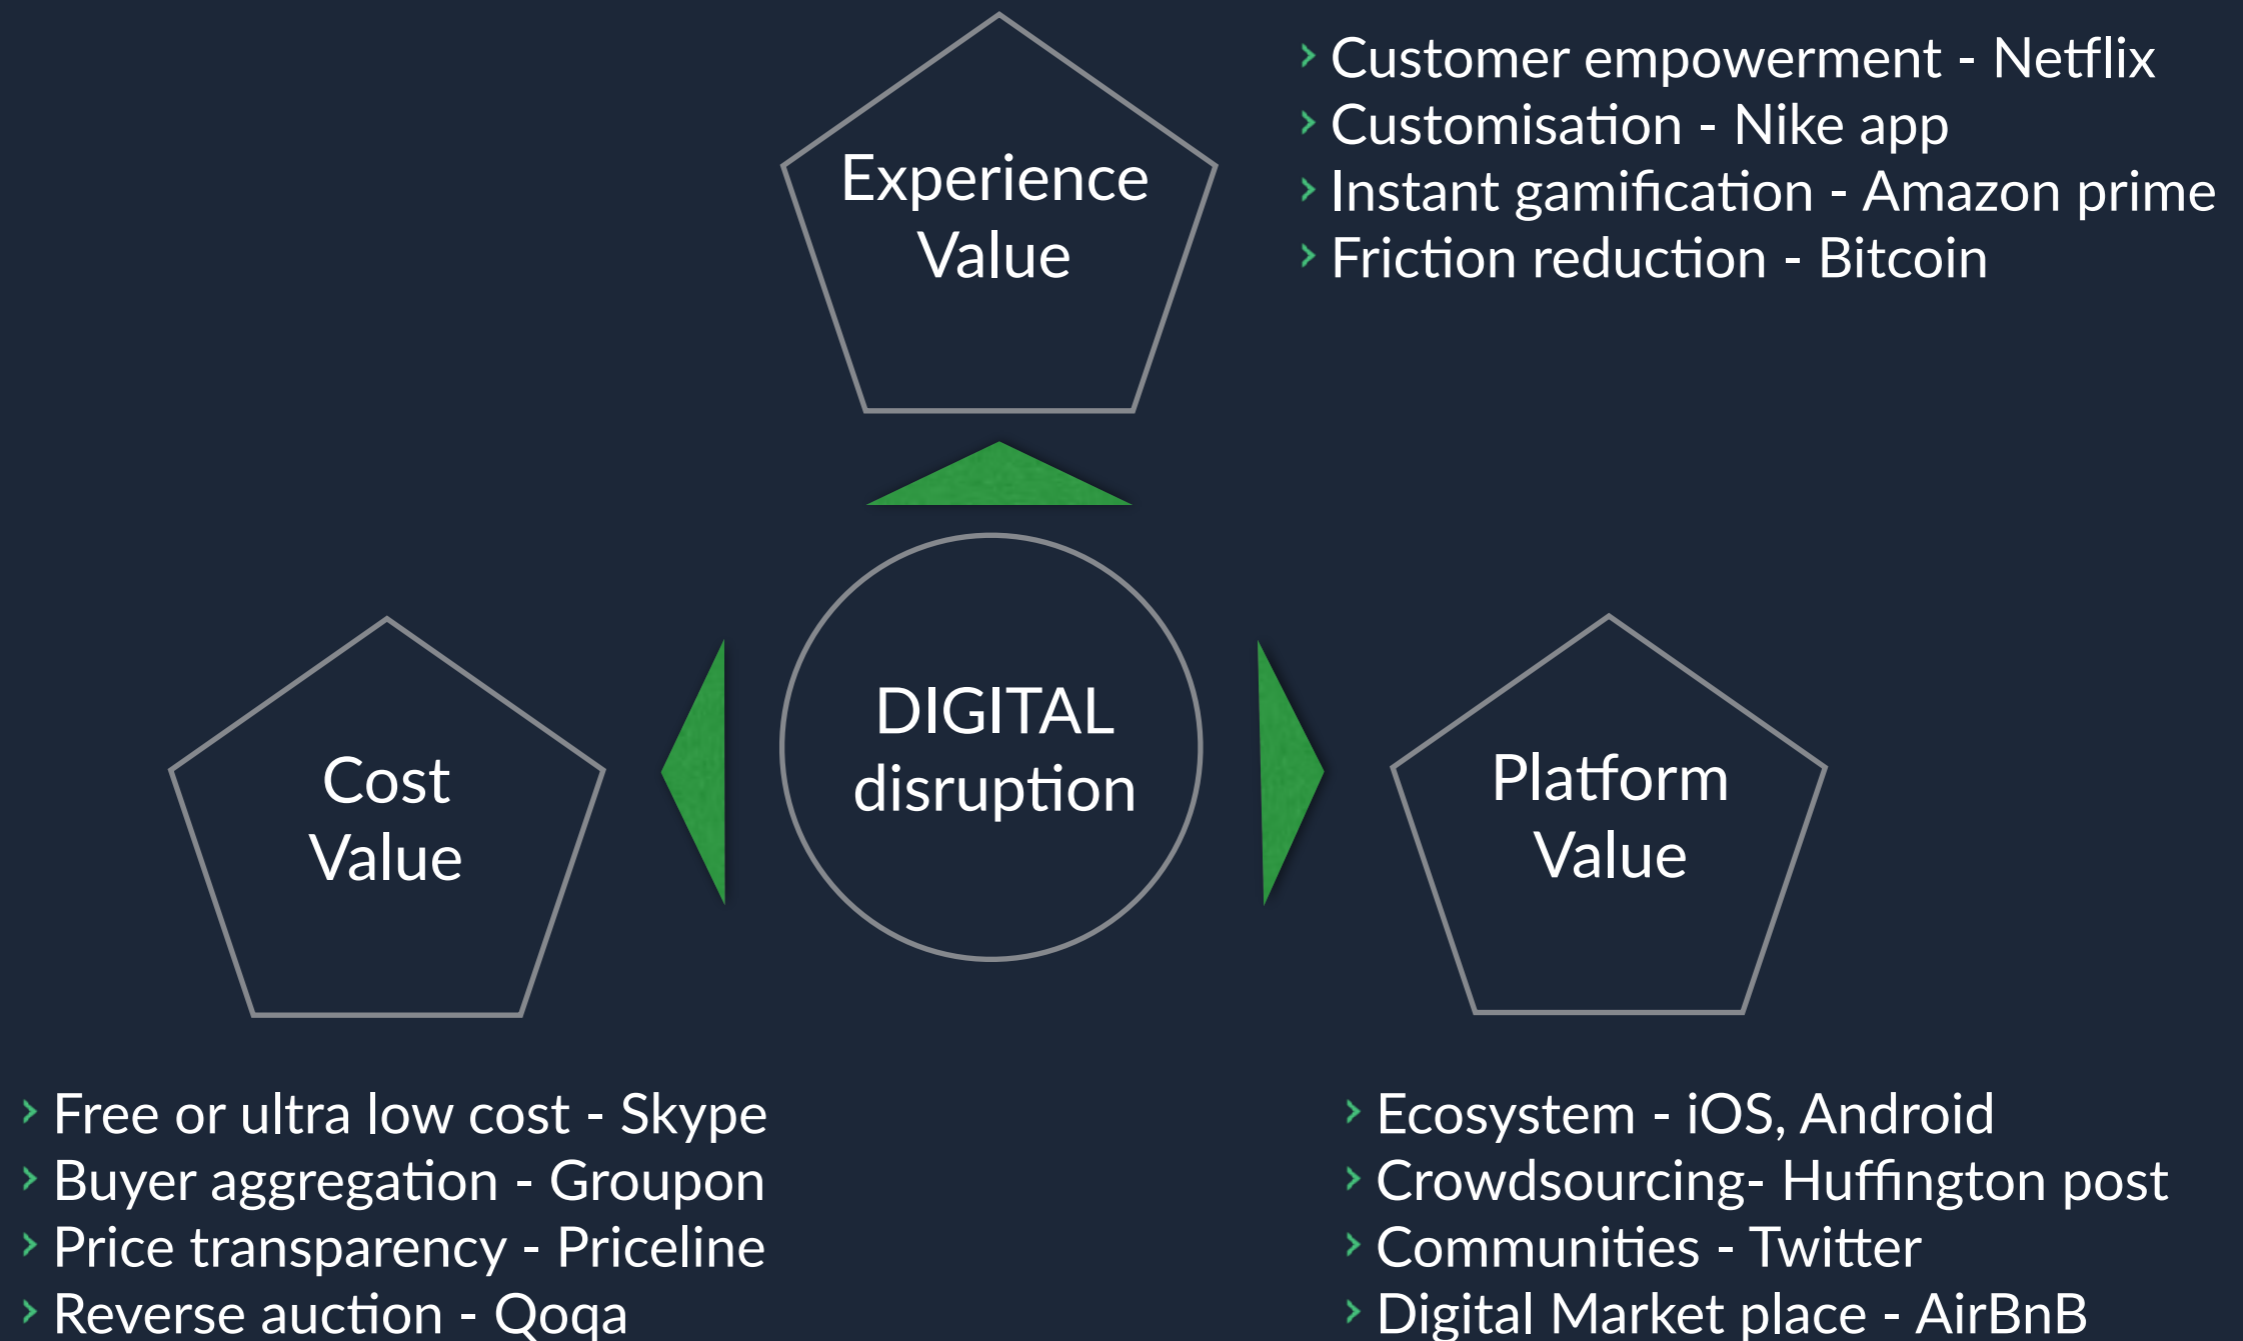 Experience
Value
Customer empowerment - Netflix
Customisation - Nike app
Instant gamification - Amazon prime
Friction reduction - Bitcoin
DIGITAL
disruption
Cost
Value
Platform
Value
Free or ultra low cost - Skype
Buyer aggregation - Groupon
Price transparency - Priceline
Reverse auction - Qoqa
Ecosystem - iOS, Android
Crowdsourcing- Huffington post
Communities - Twitter
Digital Market place - AirBnB